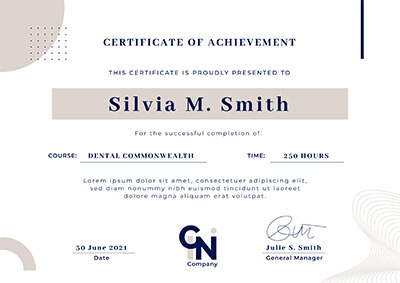 CERTIFICATE OF ACHIEVEMENT
THIS CERTIFICATE IS PROUDLY PRESENTED TO
Silvia M. Smith
For the successful completion of:
COURSE: DENTAL COMMONWEALTH TIME: 250 HOURS
Lorem ipsum dolor sit amet, consectetuer adipiscing elit,
sed diam nonummy nibh euismod tincidunt ut laoreet
dolore magna aliquam erat volutpat.
30 June 2021
Date
CiNi
Company
Julie S. Smith
General Manager